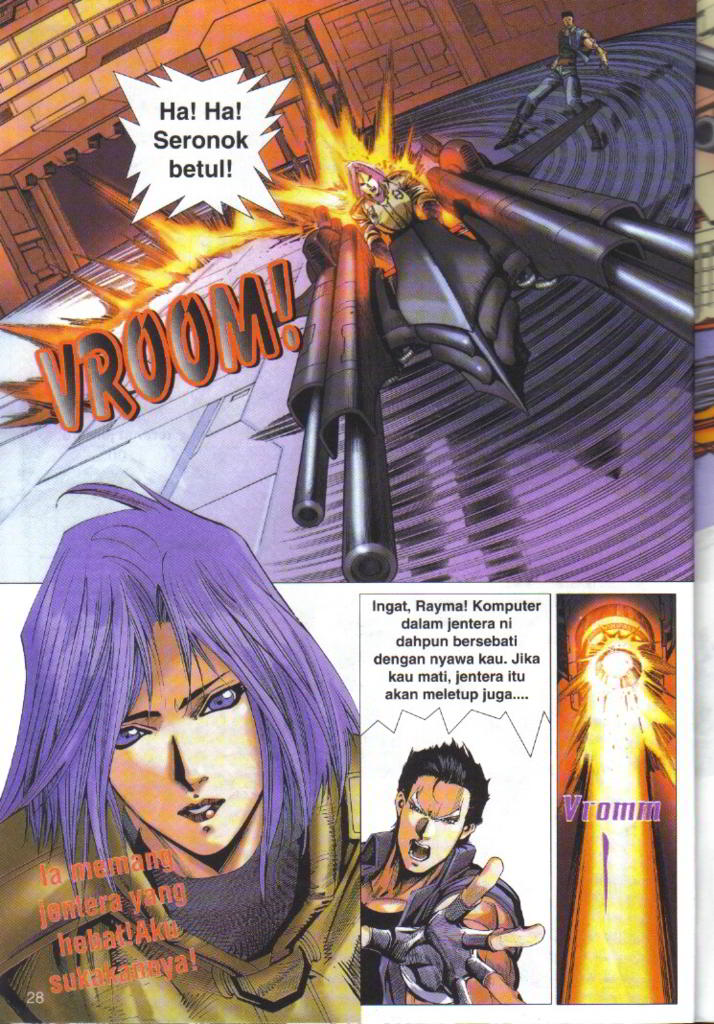 Ha! Ha!
Seronok
betul!
VROOM!
Ia memang
jentera yang
hebat!Aku
sukakannya!
Ingat, Rayma! Komputer
dalam jentera ni
dahpun bersebati
dengan nyawa kau. Jika
kau mati, jentera itu
akan meletup juga....
Vromm
28